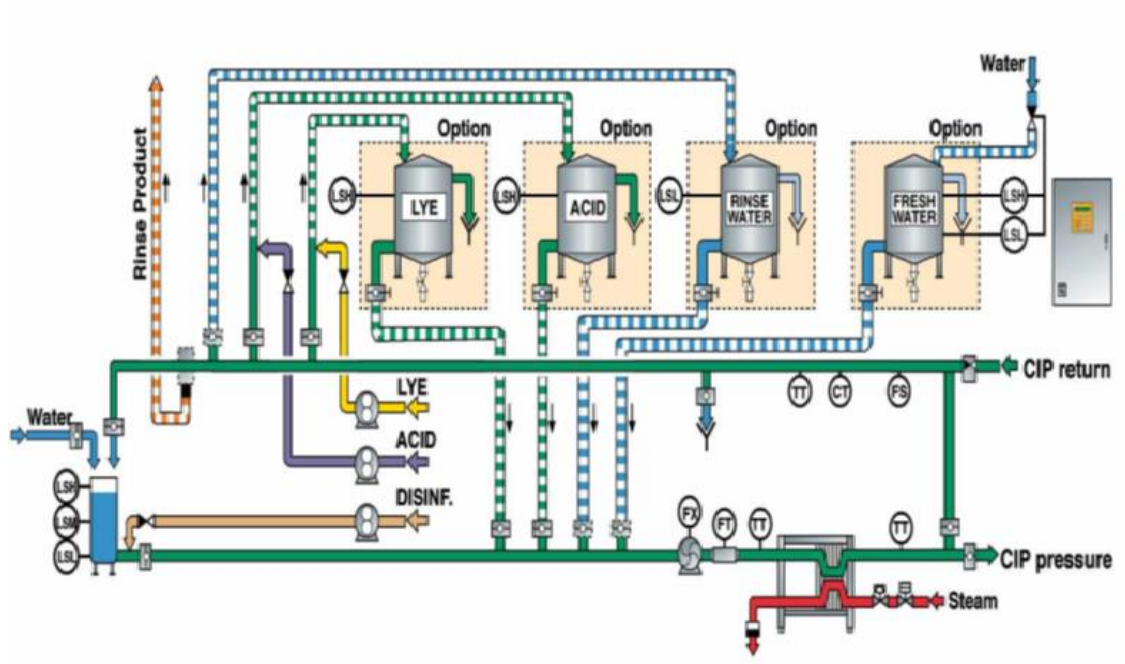 Water
Option
Option
Option
Option
Rinse Product
LSH
LYE
LSH
ACID
LSL
RINSE
WATER
FRESH
WATER
LSH
LSL
CIP return
TT
CT
FS
LYE
Water
ACID
LSH
DISINF.
LSM
LSL
FX
FT
TT
TT
CIP pressure
Steam